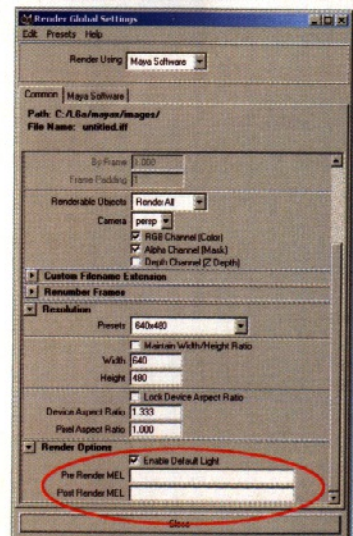 Render Global Settings
Edit Presets Help
Render Using Maya Software
Common Maya Software
Path: C:/L6a/mayax/images/
File Name: untitled.iff
By Frame 1.000
Frame Padding 1
Renderable Objects Render All
Camera persp
RGB Channel (Color)
Alpha Channel (Mask)
Depth Channel (Z Depth)
Custom Filename Extension
Renumber Frames
Resolution
Presets 640x480
Maintain Width/Height Ratio
Width 640
Height 480
Lock Device Aspect Ratio
Device Aspect Ratio 1.333
Pixel Aspect Ratio 1.000
Render Options
Enable Default Light
Pre Render MEL
Post Render MEL
Close